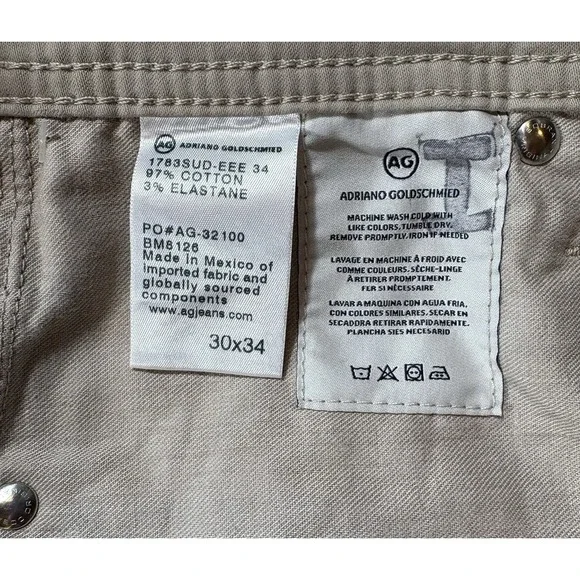 AG ADRIANO GOLDSCHMIED
1783SUD-EEE 34
97% COTTON
3% ELASTANE
PO#AG-32100
BM8126
Made in Mexico of
imported fabric and
globally sourced
components
www.agjeans.com
30x34
AG
ADRIANO GOLDSCHMIED
MACHINE WASH COLD WITH
LIKE COLORS, TUMBLE DRY.
REMOVE PROMPTLY. IRON IF NEEDED
LAVAGE EN MACHINE À FROID AVEC
COMME COULEURS. SÈCHE-LINGE
À RETIRER PROMPTEMENT.
FER SI NÉCESSAIRE
LAVAR A MAQUINA CON AGUA FRIA,
CON COLORES SIMILARES. SECAR EN
SECADORA RETIRAR RAPIDAMENTE.
PLANCHA SIES NECESARIO